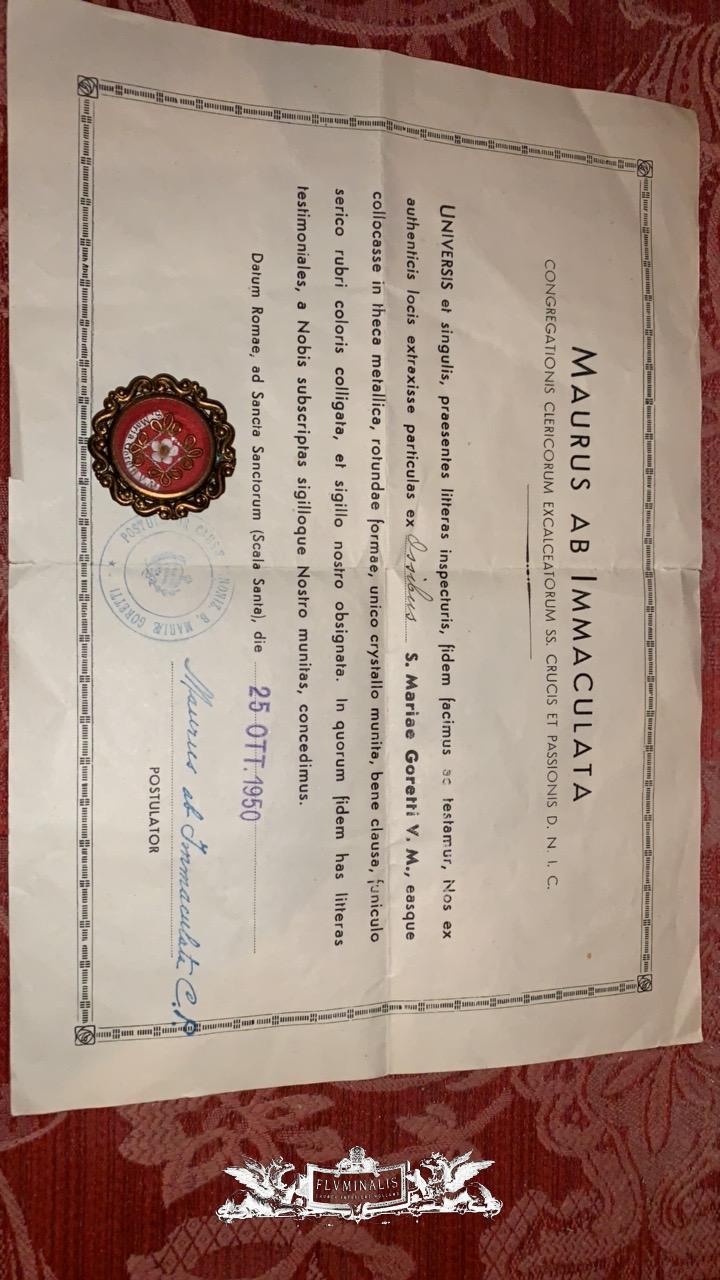 MAURUS AB IMMACULATA
CONGREGATIONIS CLERICORUM EXCALCEATORUM SS. CRUCIS ET PASSIONIS D. N. I. C.
UNIVERSIS et singulis, praesentes litteras inspecturis, fidem facimus ac testamur, Nos ex
authenticis locis extraxisse particulas ex Ossibus S. Mariae Goretti V. M., easque
collocasse in theca metallica, rotundae formae, unico crystallo munita, bene clausa, funiculo
serico rubri coloris colligata, et sigillo nostro obsignata. In quorum fidem has litteras
testimoniales, a Nobis subscriptas sigilloque Nostro munitas, concedimus.
Datum Romae, ad Sancta Sanctorum (Scala Santa), die 25 OTT. 1950
Maurus ab Immaculata C.P.
POSTULATOR
NONIZ. B. MARIÆ GORETTI
FLVMINALIS